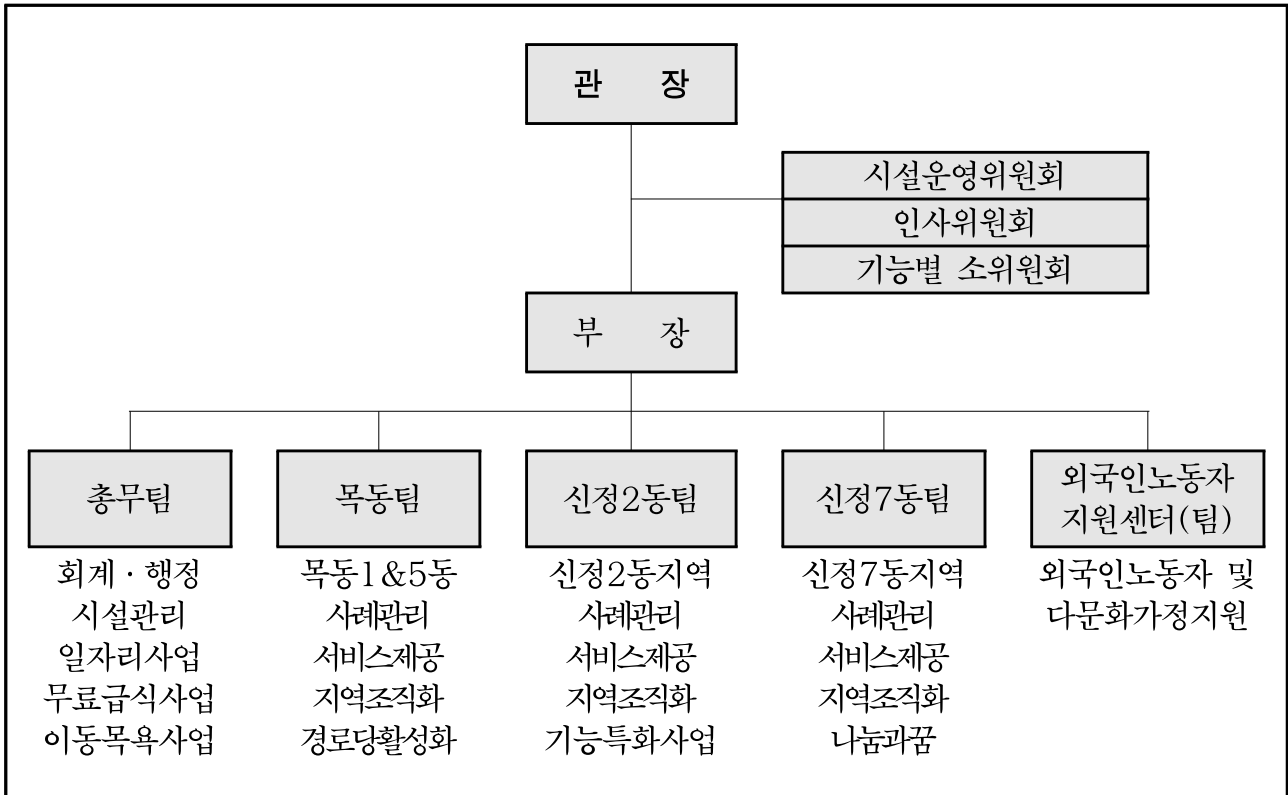 관 장
시설운영위원회
인사위원회
기능별 소위원회
부 장
총무팀
회계 · 행정
시설관리
일자리사업
무료급식사업
이동목욕사업
목동팀
목동1&5동
사례관리
서비스제공
지역조직화
경로당활성화
신정2동팀
신정2동지역
사례관리
서비스제공
지역조직화
기능특화사업
신정7동팀
신정7동지역
사례관리
서비스제공
지역조직화
나눔과꿈
외국인노동자
지원센터(팀)
외국인노동자 및
다문화가정지원